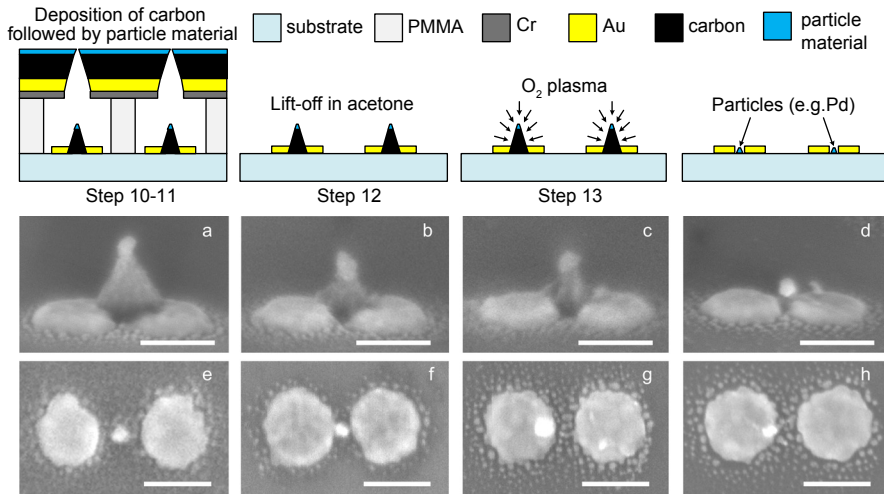 Deposition of carbon
followed by particle material
substrate
PMMA
Cr
Au
carbon
particle
material
Lift-off in acetone
O₂ plasma
Particles (e.g.Pd)
Step 10-11
Step 12
Step 13
a
b
c
d
e
f
g
h